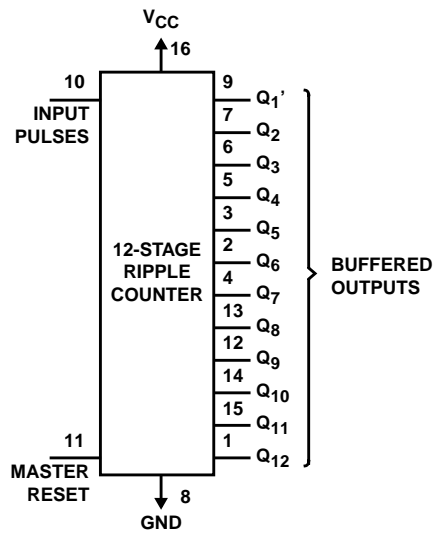 V_CC
16
10
INPUT
PULSES
9
Q1’
7
Q2
6
Q3
5
Q4
3
Q5
2
Q6
4
Q7
13
Q8
12
Q9
14
Q10
15
Q11
1
Q12
12-STAGE
RIPPLE
COUNTER
BUFFERED
OUTPUTS
11
MASTER
RESET
8
GND